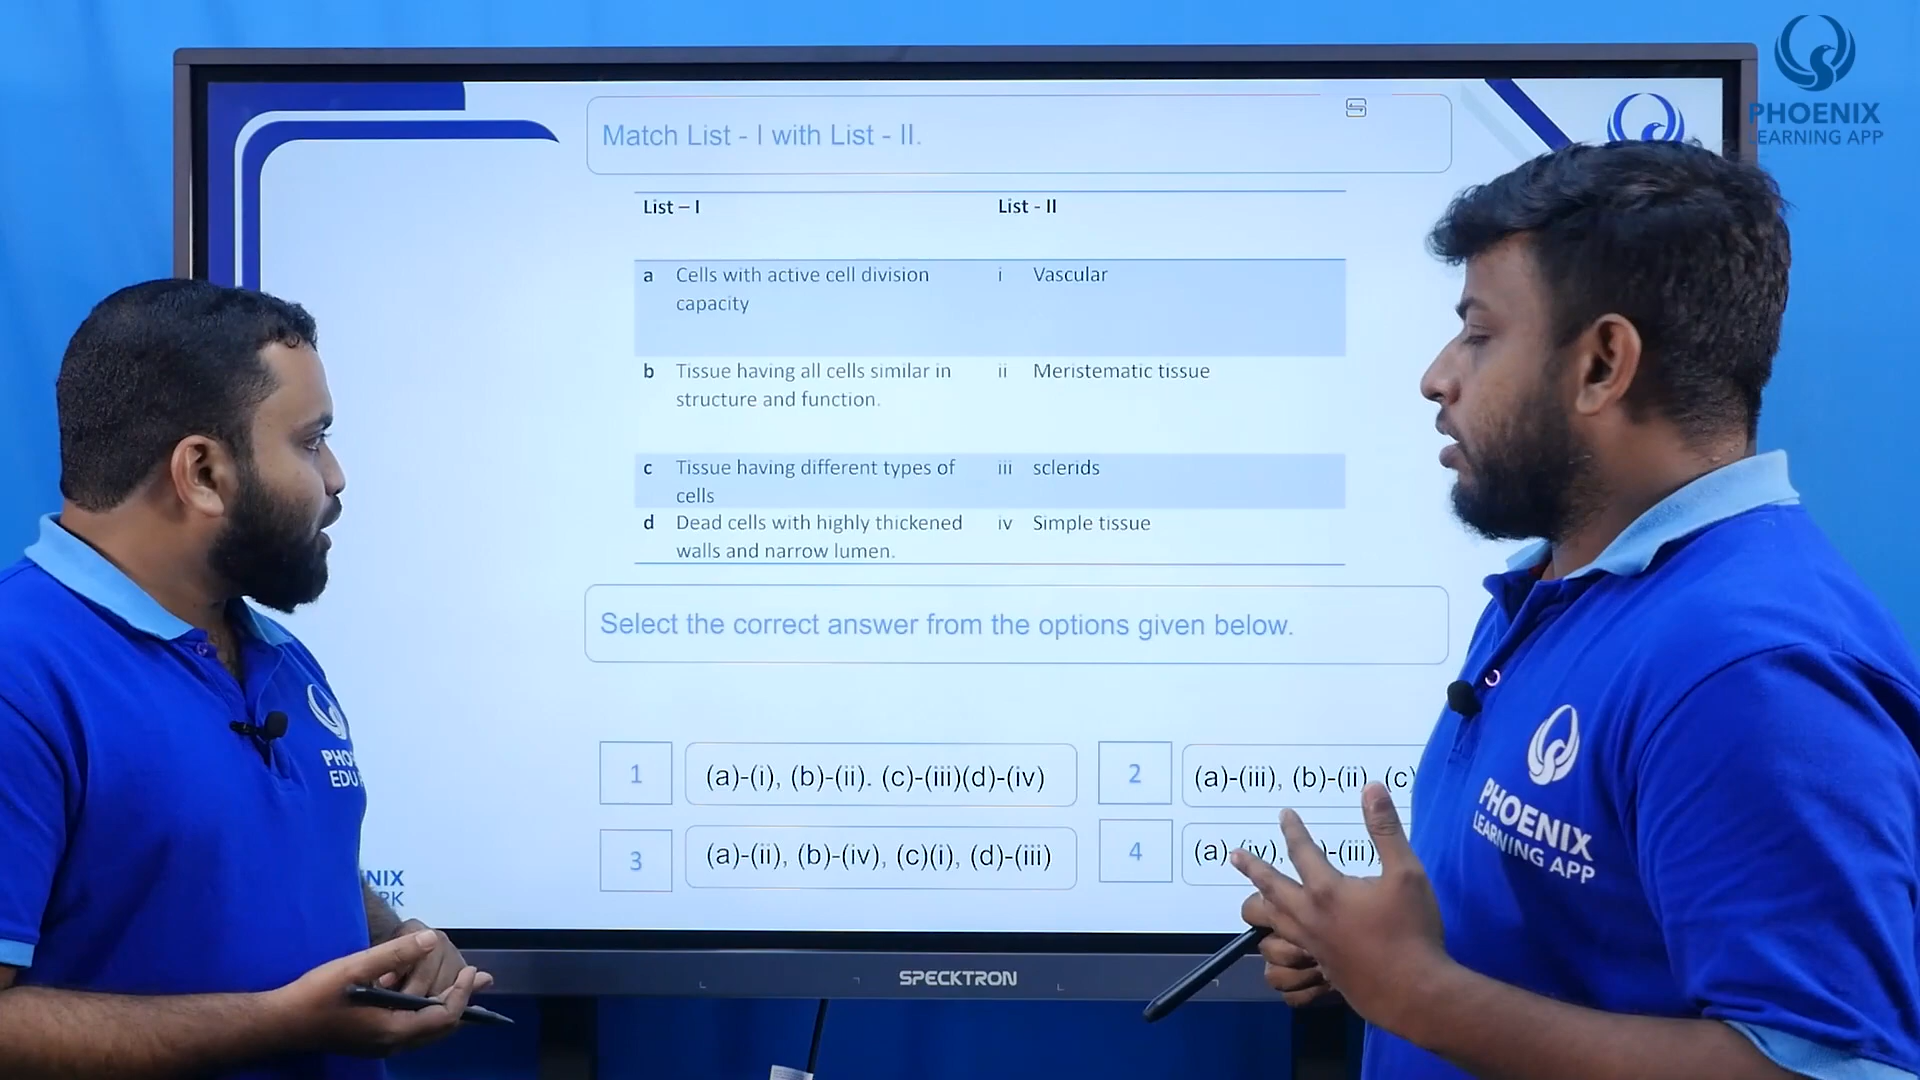 PHOENIX
LEARNING APP
Match List - I with List - II.
List – I List - II
a Cells with active cell division capacity i Vascular
b Tissue having all cells similar in structure and function. ii Meristematic tissue
c Tissue having different types of cells iii sclerids
d Dead cells with highly thickened walls and narrow lumen. iv Simple tissue
Select the correct answer from the options given below.
1 (a)-(i), (b)-(ii). (c)-(iii)(d)-(iv)
2 (a)-(iii), (b)-(ii), (c)
3 (a)-(ii), (b)-(iv), (c)(i), (d)-(iii)
4 (a)-(iv), -(iii),
SPECKTRON
PHOENIX
LEARNING APP